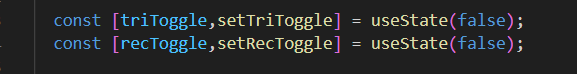 const [triToggle,setTriToggle] = useState(false);
const [recToggle,setRecToggle] = useState(false);